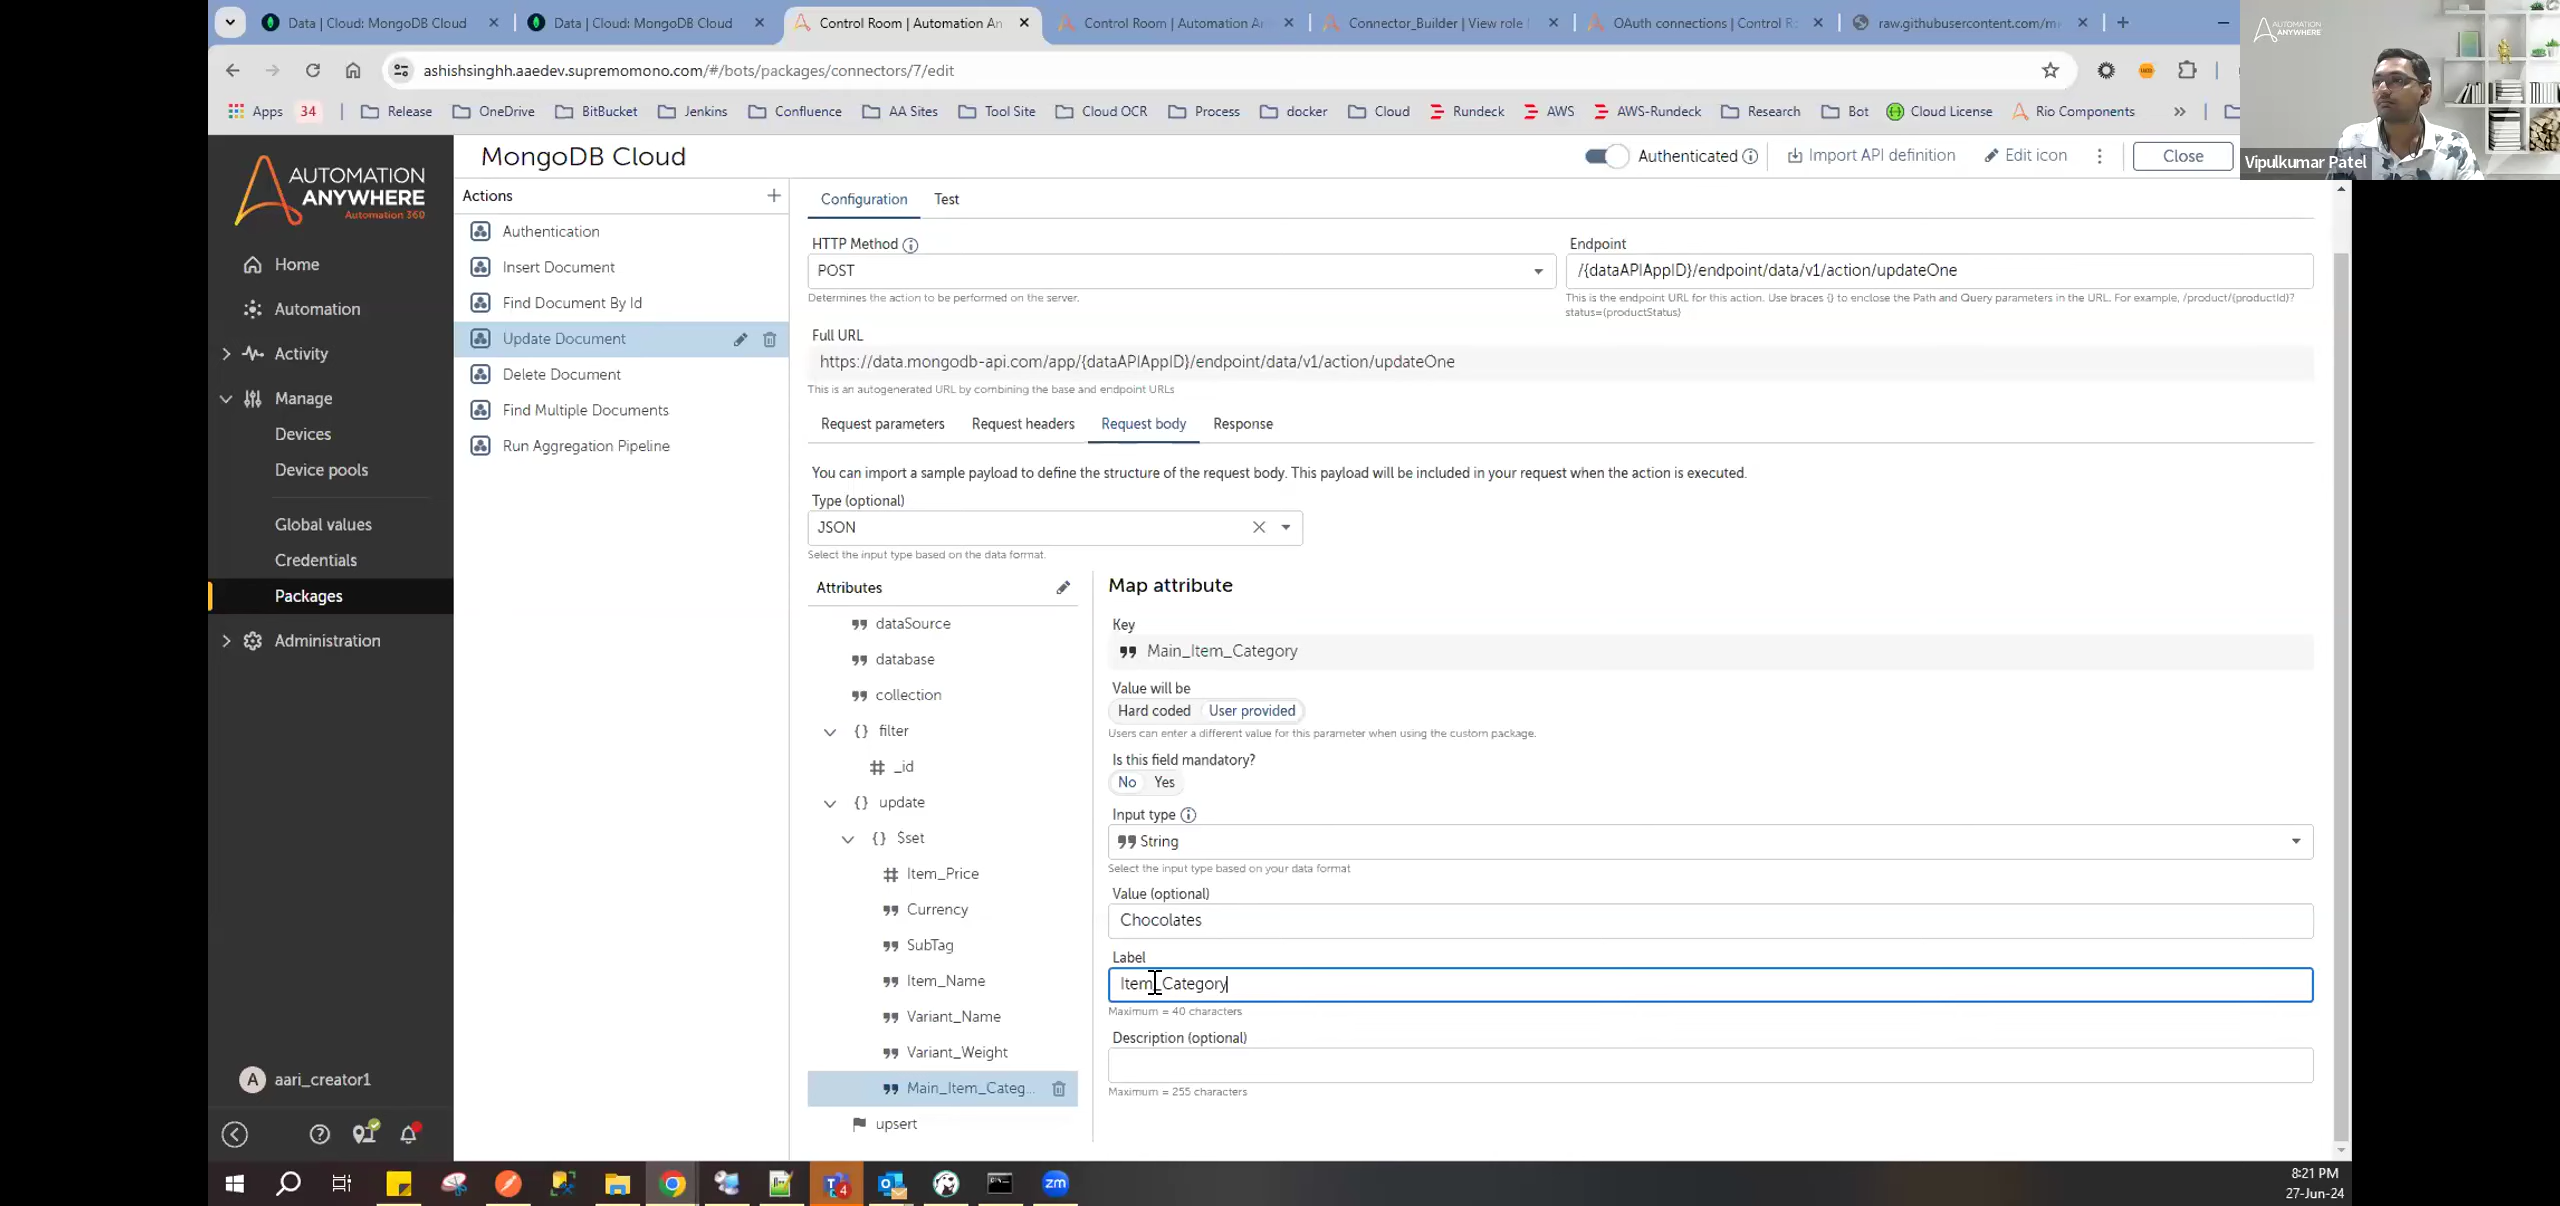 Data | Cloud: MongoDB Cloud
Data | Cloud: MongoDB Cloud
Control Room | Automation An
Control Room | Automation An
Connector_Builder | View role |
OAuth connections | Control R
raw.githubusercontent.com/m
ashishsinghh.aaedev.supremomono.com/#/bots/packages/connectors/7/edit
Apps 34 Release OneDrive BitBucket Jenkins Confluence AA Sites Tool Site Cloud OCR Process docker Cloud Rundeck AWS AWS-Rundeck Research Bot Cloud License Rio Components
AUTOMATION
ANYWHERE
Vipulkumar Patel
AUTOMATION
ANYWHERE
Automation 360
Home
Automation
Activity
Manage
Devices
Device pools
Global values
Credentials
Packages
Administration
A aari_creator1
MongoDB Cloud
Authenticated
Import API definition
Edit icon
Close
Actions
Authentication
Insert Document
Find Document By Id
Update Document
Delete Document
Find Multiple Documents
Run Aggregation Pipeline
Configuration Test
HTTP Method
POST
Determines the action to be performed on the server.
Endpoint
/{dataAPIAppID}/endpoint/data/v1/action/updateOne
This is the endpoint URL for this action. Use braces {} to enclose the Path and Query parameters in the URL. For example, /product/{productId}?
status={productStatus}
Full URL
https://data.mongodb-api.com/app/{dataAPIAppID}/endpoint/data/v1/action/updateOne
This is an autogenerated URL by combining the base and endpoint URLs
Request parameters Request headers Request body Response
You can import a sample payload to define the structure of the request body. This payload will be included in your request when the action is executed.
Type (optional)
JSON
Select the input type based on the data format.
Attributes
dataSource
database
collection
{} filter
# _id
{} update
{} $set
# Item_Price
Currency
SubTag
Item_Name
Variant_Name
Variant_Weight
Main_Item_Categ...
upsert
Map attribute
Key
Main_Item_Category
Value will be
Hard coded User provided
Users can enter a different value for this parameter when using the custom package.
Is this field mandatory?
No Yes
Input type
String
Select the input type based on your data format
Value (optional)
Chocolates
Label
Item_Category
Maximum = 40 characters
Description (optional)
Maximum = 255 characters
4
zm
8:21 PM
27-Jun-24